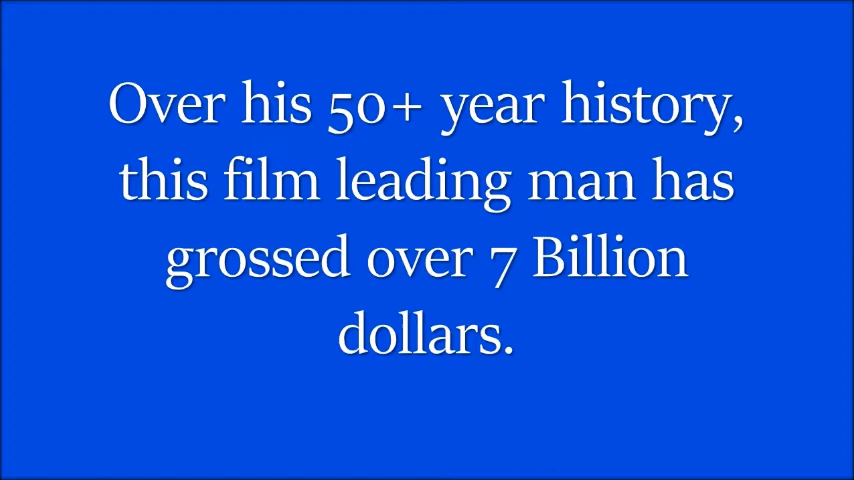 Over his 50+ year history,
this film leading man has
grossed over 7 Billion
dollars.